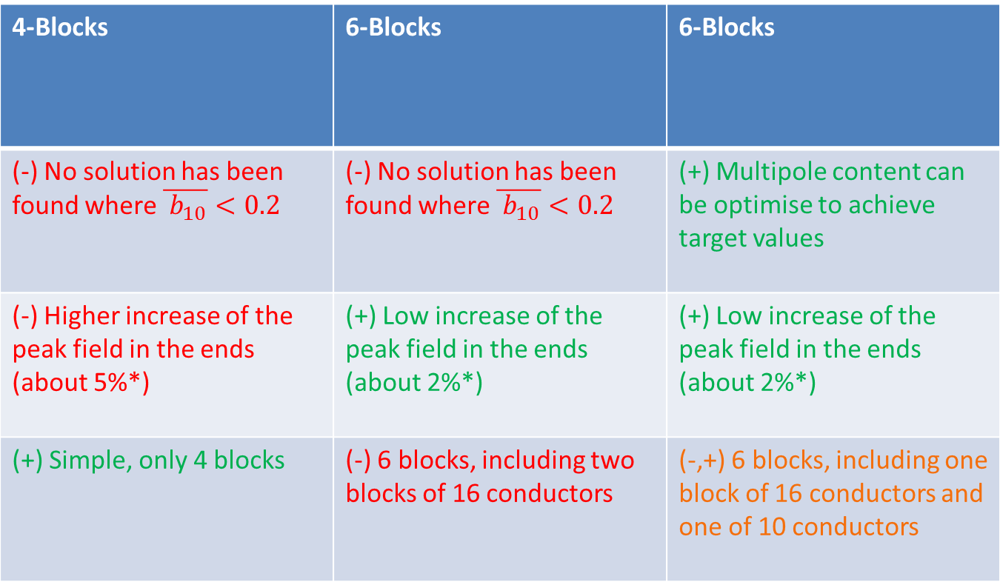 4-Blocks
6-Blocks
6-Blocks
(-) No solution has been
found where $\overline{b_{10}} < 0.2$
(-) No solution has been
found where $\overline{b_{10}} < 0.2$
(+) Multipole content can
be optimise to achieve
target values
(-) Higher increase of the
peak field in the ends
(about 5%*)
(+) Low increase of the
peak field in the ends
(about 2%*)
(+) Low increase of the
peak field in the ends
(about 2%*)
(+) Simple, only 4 blocks
(-) 6 blocks, including two
blocks of 16 conductors
(-,+) 6 blocks, including one
block of 16 conductors and
one of 10 conductors